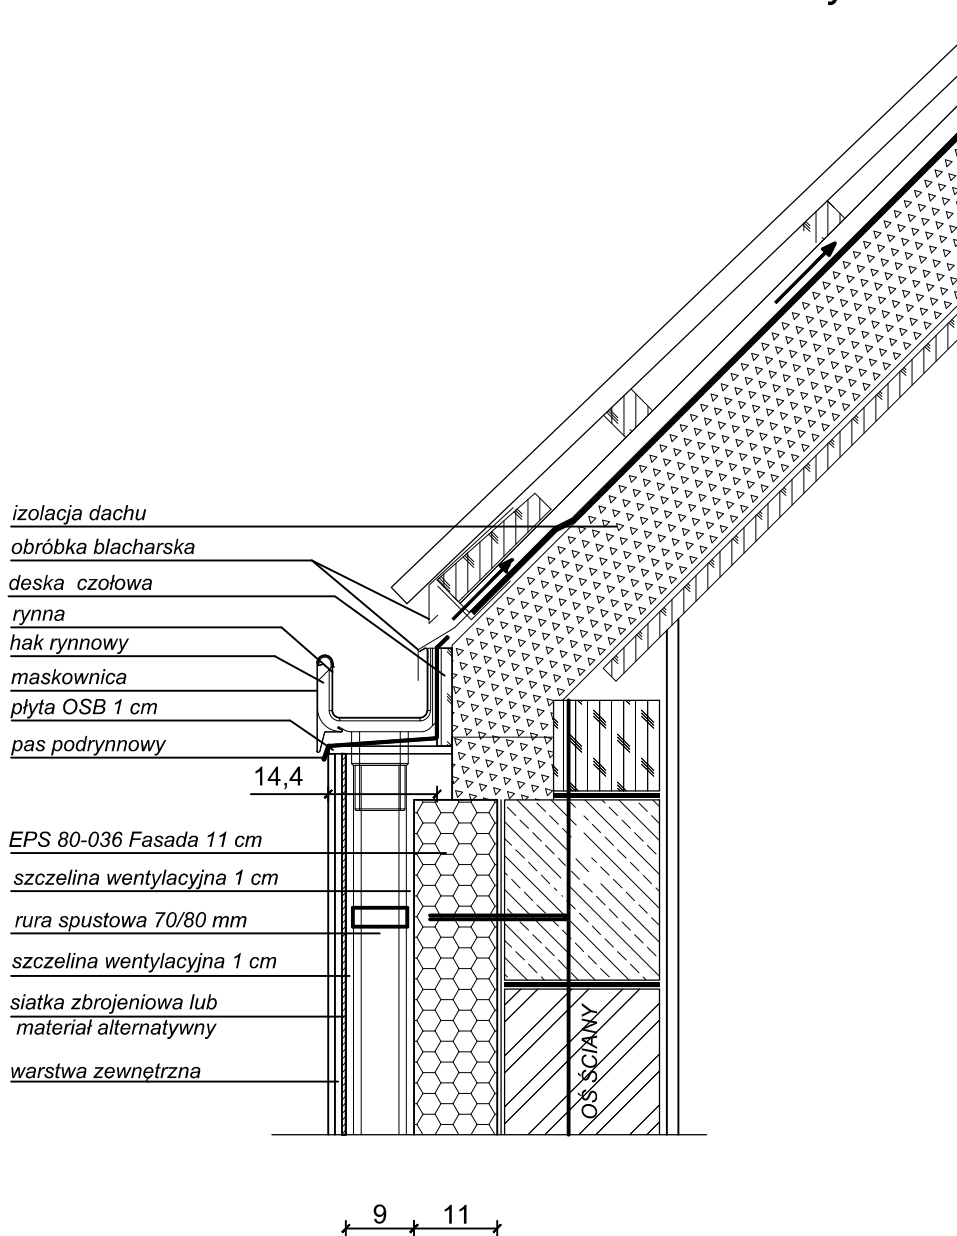 izolacja dachu
obróbka blacharska
deska czołowa
rynna
hak rynnowy
maskownica
płyta OSB 1 cm
pas podrynnowy
14,4
EPS 80-036 Fasada 11 cm
szczelina wentylacyjna 1 cm
rura spustowa 70/80 mm
szczelina wentylacyjna 1 cm
siatka zbrojeniowa lub
materiał alternatywny
warstwa zewnętrzna
OŚ ŚCIANY
9
11